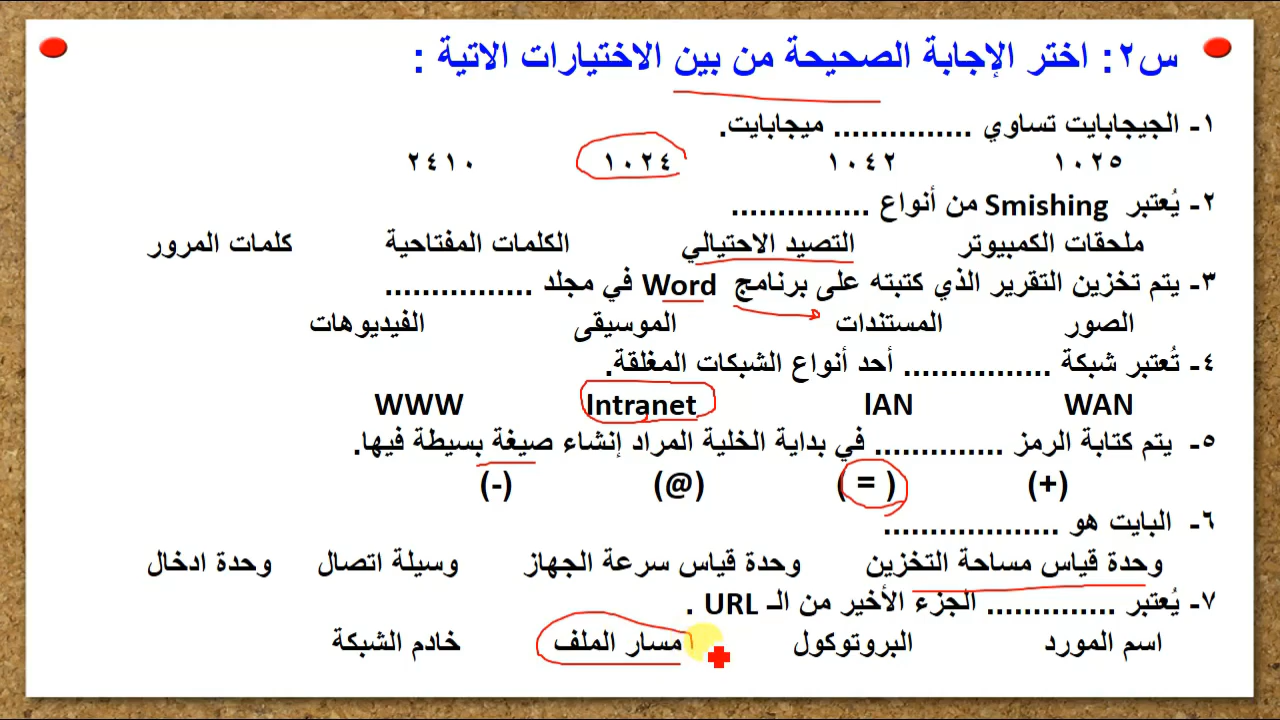 س٢: اختر الإجابة الصحيحة من بين الاختيارات الاتية :
١- الجيجابايت تساوي ............... ميجابايت.
١٠٢٥ ١٠٤٢ ١٠٢٤ ٢٤١٠
٢- يُعتبر Smishing من أنواع ...............
ملحقات الكمبيوتر التصيد الاحتيالي الكلمات المفتاحية كلمات المرور
٣- يتم تخزين التقرير الذي كتبته على برنامج Word في مجلد ................
الصور المستندات الموسيقى الفيديوهات
٤- تُعتبر شبكة ................ أحد أنواع الشبكات المغلقة.
WAN lAN Intranet WWW
٥- يتم كتابة الرمز .............. في بداية الخلية المراد إنشاء صيغة بسيطة فيها.
(+) ( = ) (@) (-)
٦- البايت هو ...................
وحدة قياس مساحة التخزين وحدة قياس سرعة الجهاز وسيلة اتصال وحدة ادخال
٧- يُعتبر .............. الجزء الأخير من الـ URL .
اسم المورد البروتوكول مسار الملف خادم الشبكة